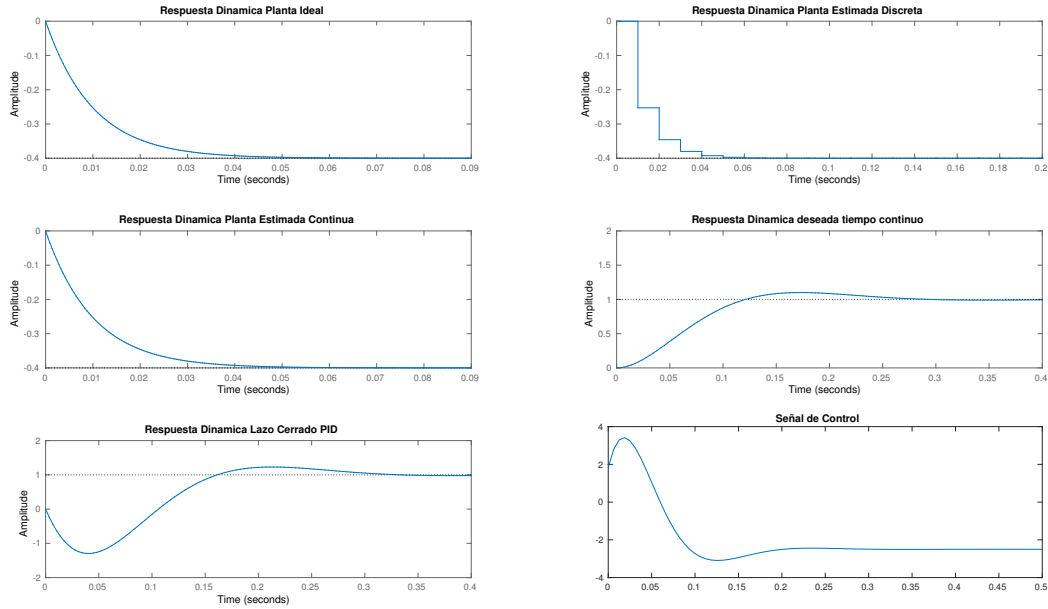 Respuesta Dinamica Planta Ideal
0
-0.1
-0.2
-0.3
-0.4
Amplitude
0 0.01 0.02 0.03 0.04 0.05 0.06 0.07 0.08 0.09
Time (seconds)
Respuesta Dinamica Planta Estimada Discreta
0
-0.1
-0.2
-0.3
-0.4
Amplitude
0 0.02 0.04 0.06 0.08 0.1 0.12 0.14 0.16 0.18 0.2
Time (seconds)
Respuesta Dinamica Planta Estimada Continua
0
-0.1
-0.2
-0.3
-0.4
Amplitude
0 0.01 0.02 0.03 0.04 0.05 0.06 0.07 0.08 0.09
Time (seconds)
Respuesta Dinamica deseada tiempo continuo
2
1.5
1
0.5
0
Amplitude
0 0.05 0.1 0.15 0.2 0.25 0.3 0.35 0.4
Time (seconds)
Respuesta Dinamica Lazo Cerrado PID
2
1
0
-1
-2
Amplitude
0 0.05 0.1 0.15 0.2 0.25 0.3 0.35 0.4
Time (seconds)
Señal de Control
4
2
0
-2
-4
0 0.05 0.1 0.15 0.2 0.25 0.3 0.35 0.4 0.45 0.5